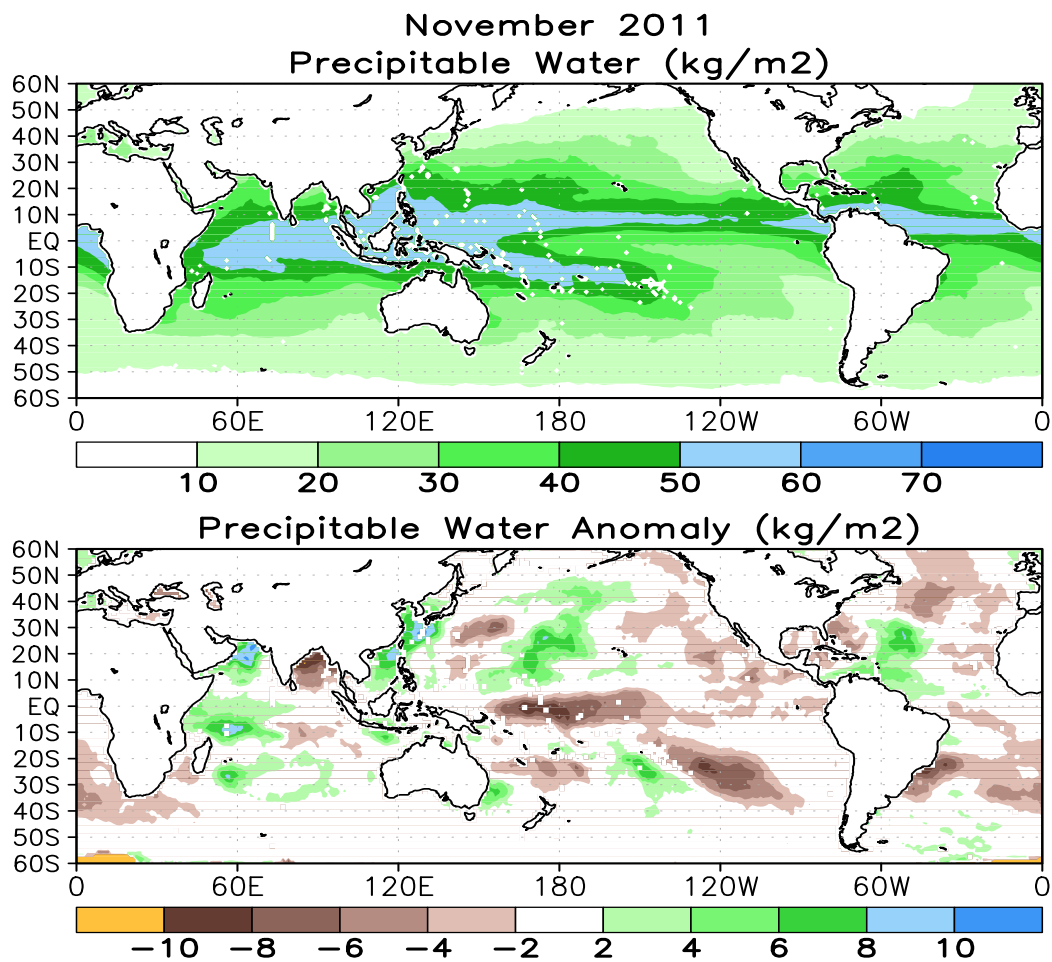 November 2011
Precipitable Water (kg/m2)
60N
50N
40N
30N
20N
10N
EQ
10S
20S
30S
40S
50S
60S
0 60E 120E 180 120W 60W 0
10 20 30 40 50 60 70
Precipitable Water Anomaly (kg/m2)
60N
50N
40N
30N
20N
10N
EQ
10S
20S
30S
40S
50S
60S
0 60E 120E 180 120W 60W 0
−10 −8 −6 −4 −2 2 4 6 8 10